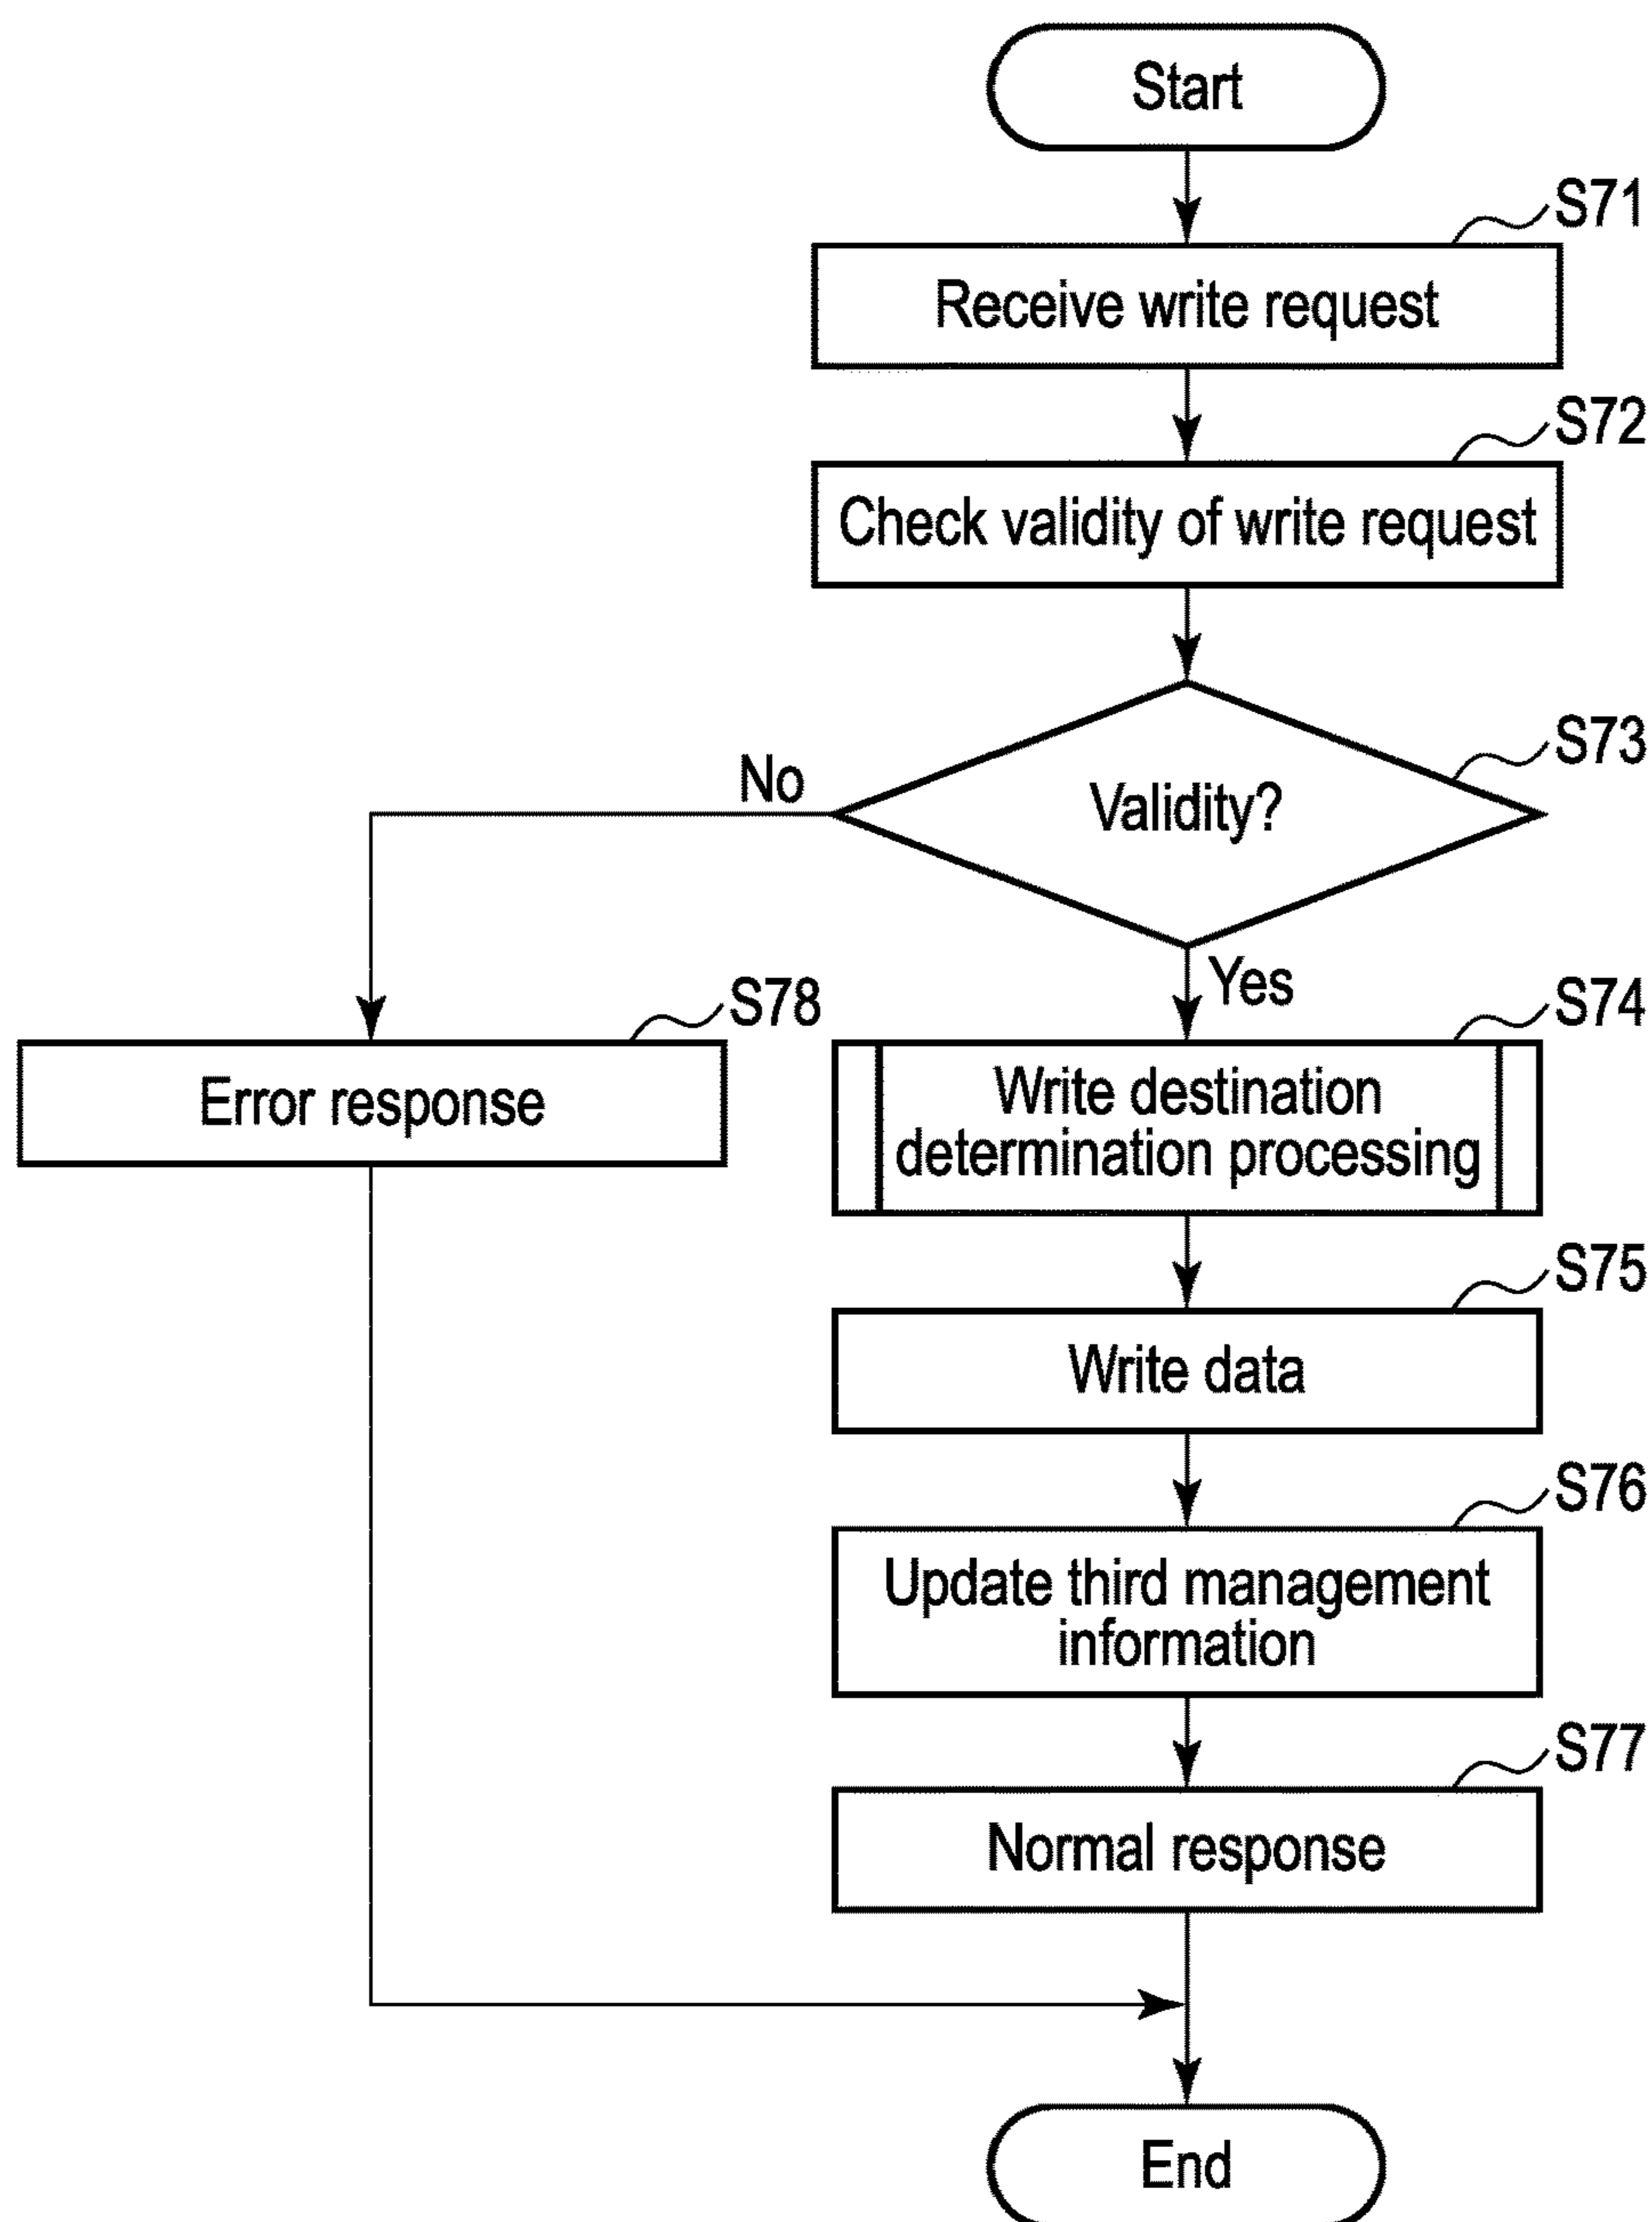 Start
S71
Receive write request
S72
Check validity of write request
S73
No
Validity?
Yes
S78
S74
Error response
Write destination
determination processing
S75
Write data
S76
Update third management
information
S77
Normal response
End